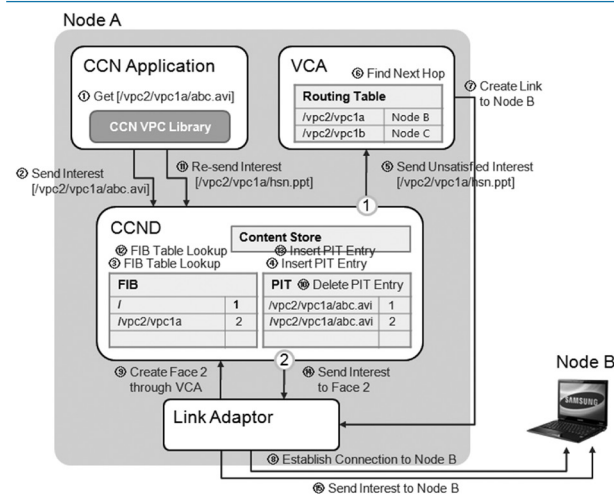 Node A
CCN Application
① Get [/vpc2/vpc1a/abc.avi]
CCN VPC Library
VCA
⑥ Find Next Hop
Routing Table
/vpc2/vpc1a Node B
/vpc2/vpc1b Node C
⑦ Create Link
to Node B
② Send Interest
[/vpc2/vpc1a/abc.avi]
⑪ Re-send Interest
[/vpc2/vpc1a/hsn.ppt]
⑤ Send Unsatisfied Interest
[/vpc2/vpc1a/hsn.ppt]
1
CCND
Content Store
⑫ FIB Table Lookup
③ FIB Table Lookup
⑬ Insert PIT Entry
④ Insert PIT Entry
FIB
/ 1
/vpc2/vpc1a 2
PIT ⑩ Delete PIT Entry
/vpc2/vpc1a/abc.avi 1
/vpc2/vpc1a/abc.avi 2
2
⑨ Create Face 2
through VCA
⑭ Send Interest
to Face 2
Link Adaptor
Node B
SAMSUNG
⑧ Establish Connection to Node B
⑮ Send Interest to Node B